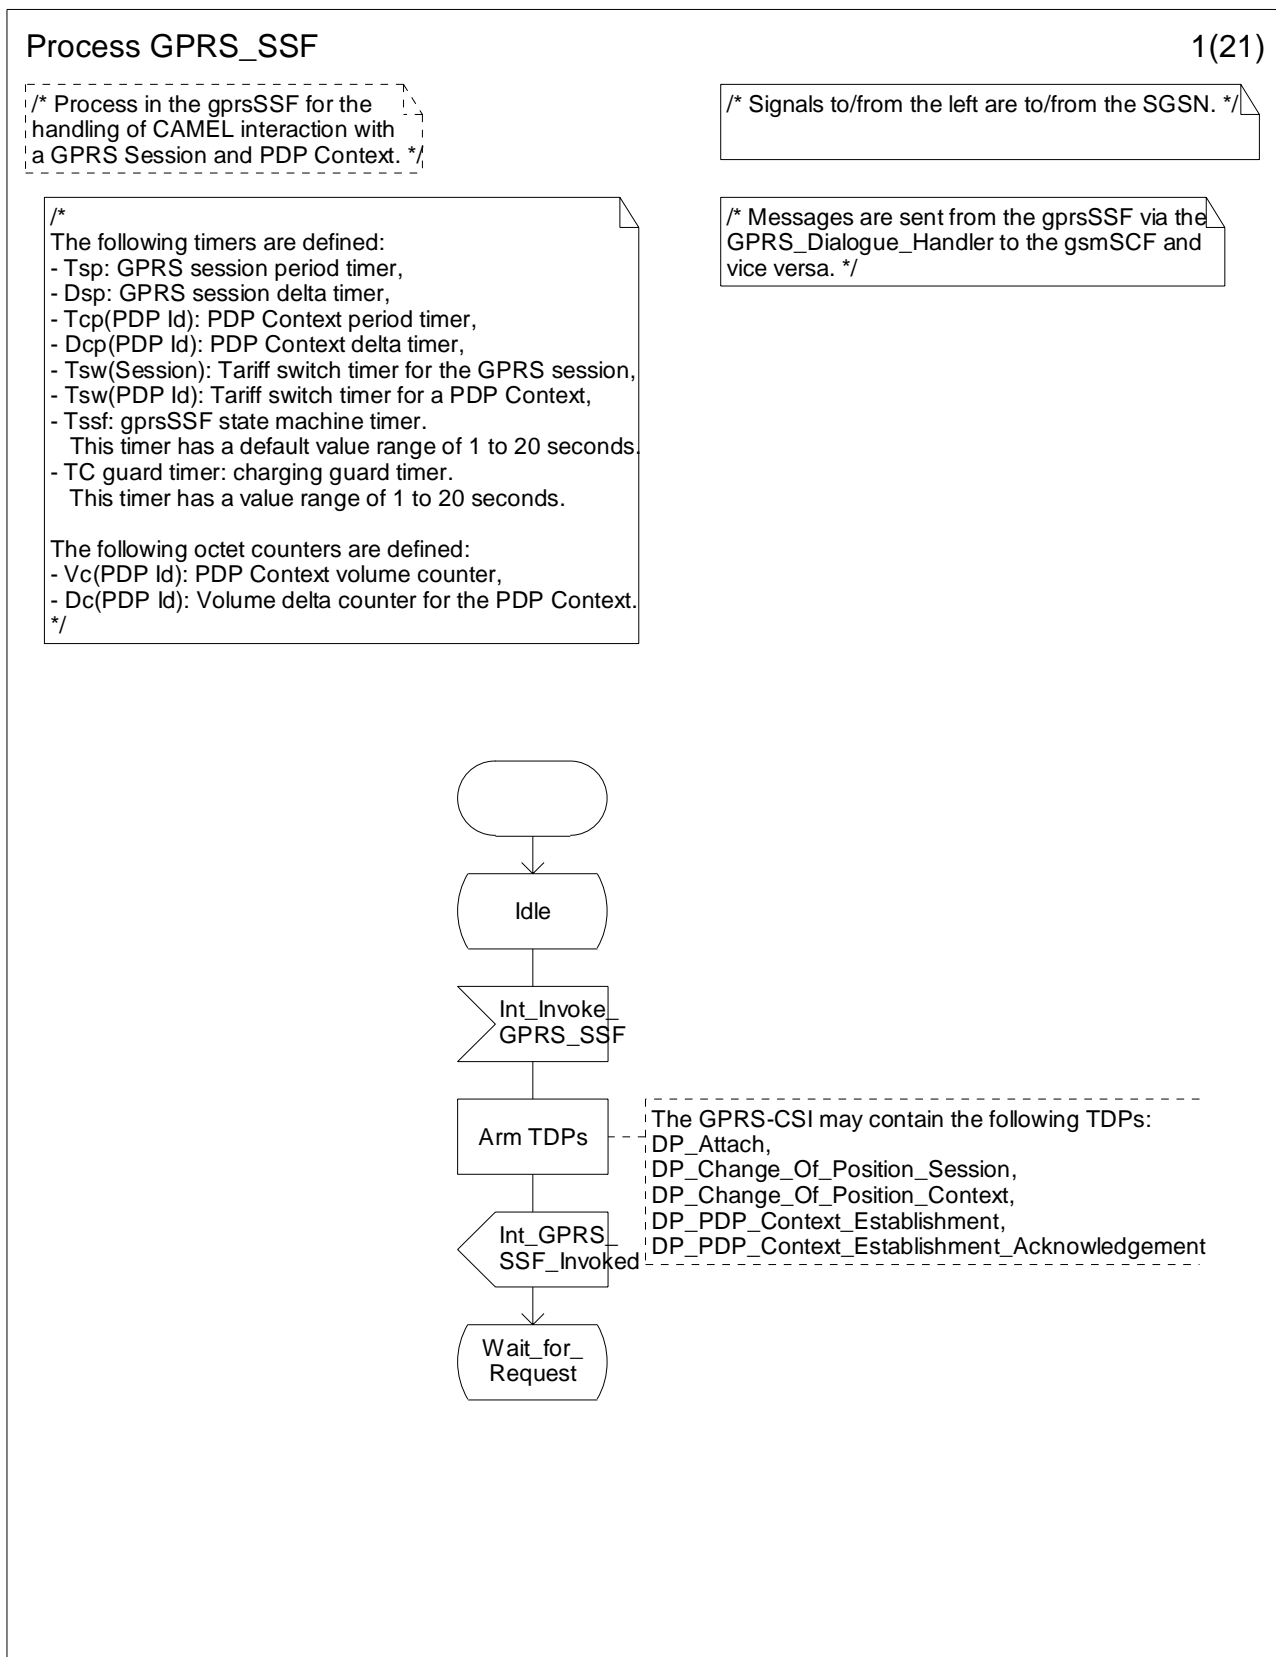 Process GPRS_SSF
1(21)
/* Process in the gprsSSF for the
handling of CAMEL interaction with
a GPRS Session and PDP Context. */
/* Signals to/from the left are to/from the SGSN. */
/*
The following timers are defined:
- Tsp: GPRS session period timer,
- Dsp: GPRS session delta timer,
- Tcp(PDP Id): PDP Context period timer,
- Dcp(PDP Id): PDP Context delta timer,
- Tsw(Session): Tariff switch timer for the GPRS session,
- Tsw(PDP Id): Tariff switch timer for a PDP Context,
- Tssf: gprsSSF state machine timer.
This timer has a default value range of 1 to 20 seconds.
- TC guard timer: charging guard timer.
This timer has a value range of 1 to 20 seconds.
The following octet counters are defined:
- Vc(PDP Id): PDP Context volume counter,
- Dc(PDP Id): Volume delta counter for the PDP Context.
*/
/* Messages are sent from the gprsSSF via the
GPRS_Dialogue_Handler to the gsmSCF and
vice versa. */
Idle
Int_Invoke_
GPRS_SSF
Arm TDPs
The GPRS-CSI may contain the following TDPs:
DP_Attach,
DP_Change_Of_Position_Session,
DP_Change_Of_Position_Context,
DP_PDP_Context_Establishment,
DP_PDP_Context_Establishment_Acknowledgement
Int_GPRS_
SSF_Invoked
Wait_for_
Request